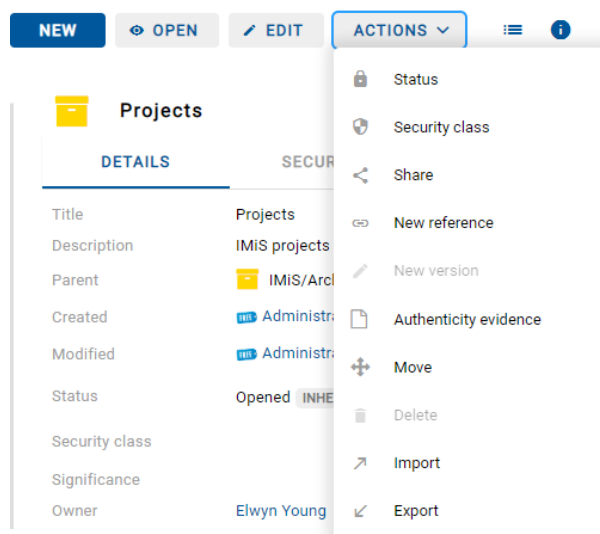 NEW OPEN EDIT ACTIONS
Projects
DETAILS
Title Projects
Description IMiS projects
Parent
Created
Modified
Status Opened
Security class
Significance
Owner Elwyn Young
Status
Security class
Share
New reference
New version
Authenticity evidence
Move
Delete
Import
Export